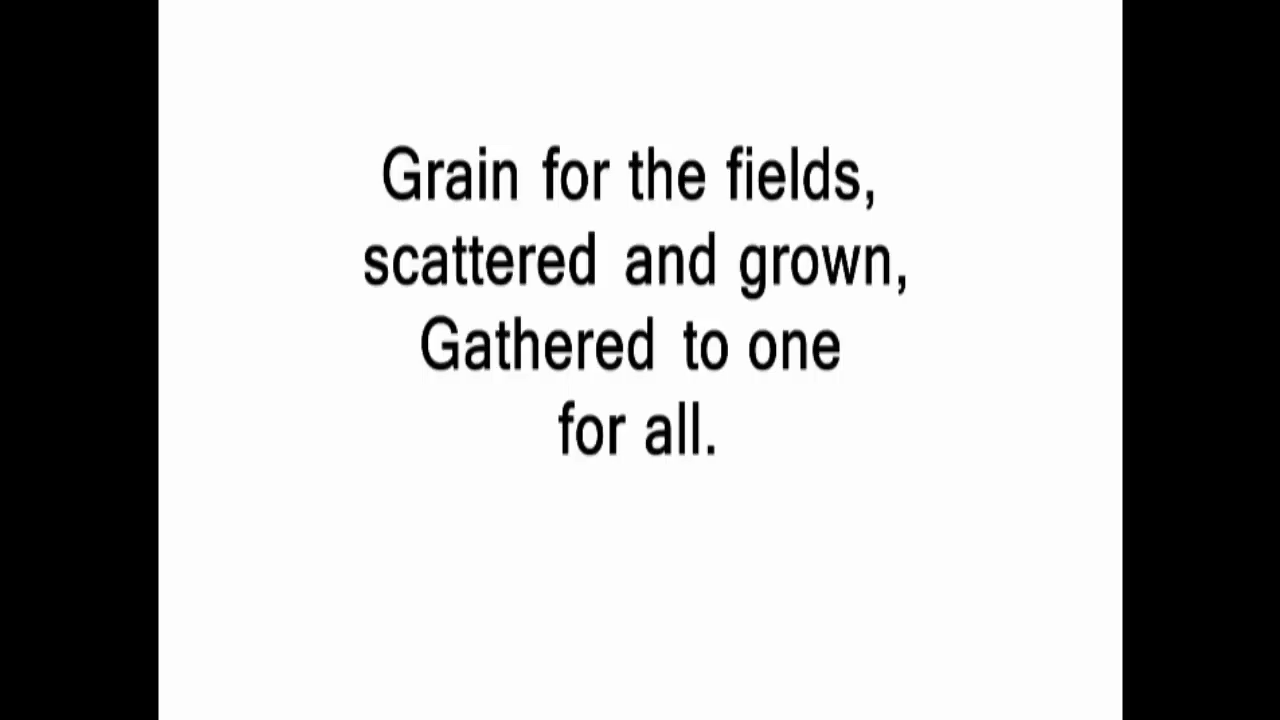 Grain for the fields,
scattered and grown,
Gathered to one
for all.